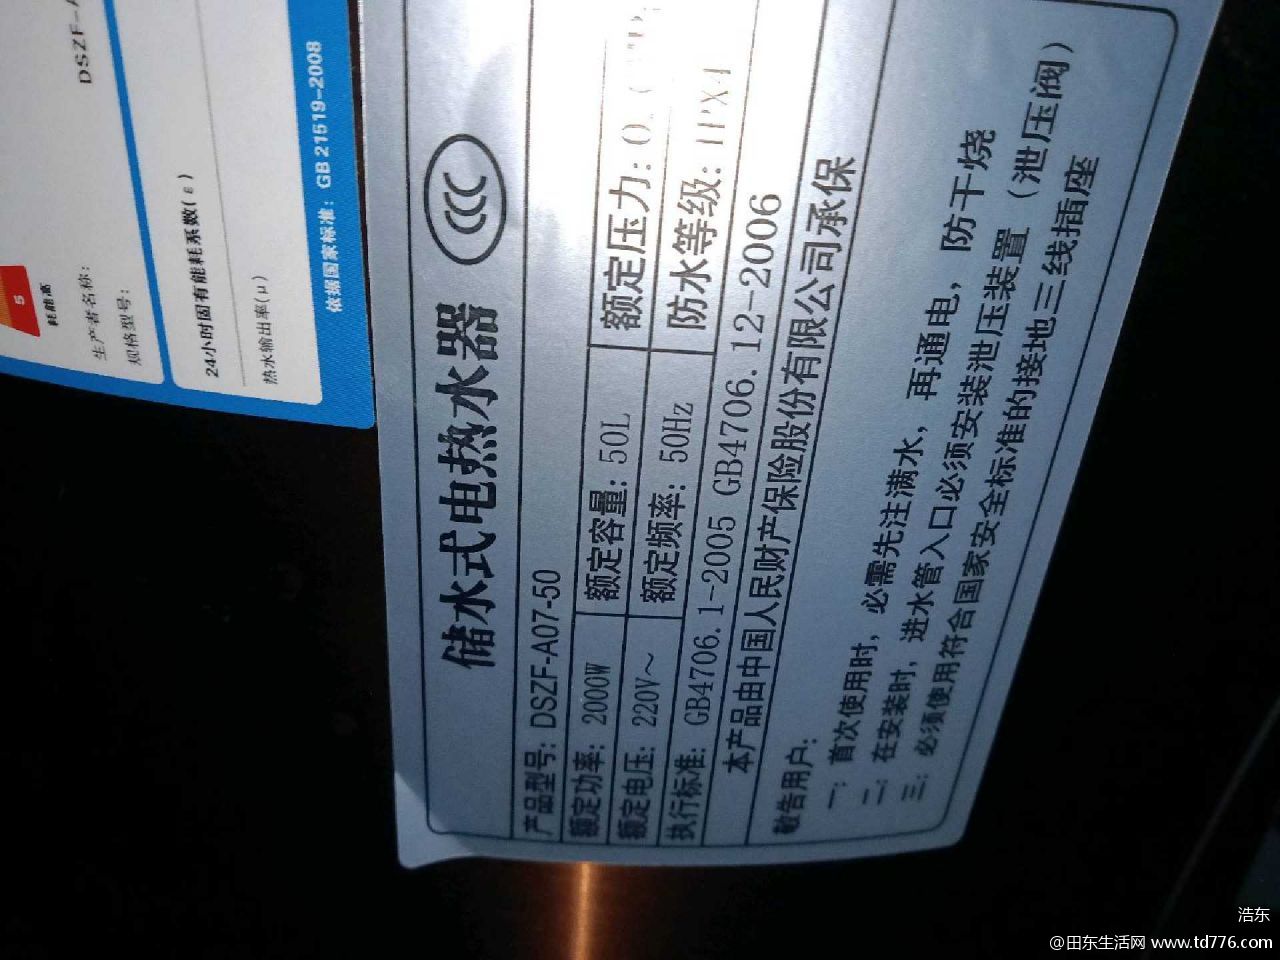 储水式电热水器
产品型号: DSZF-A07-50
额定功率: 2000W 额定容量: 50L 额定压力: 0.
额定电压: 220V～ 额定频率: 50Hz 防水等级: IPX4
执行标准: GB4706.1-2005 GB4706.12-2006
本产品由中国人民财产保险股份有限公司承保
敬告用户:
一: 首次使用时, 必需先注满水, 再通电, 防干烧
二: 在安装时, 进水管入口必须安装泄压装置（泄压阀）
三: 必须使用符合国家安全标准的接地三线插座
5
耗能高
生产者名称:
规格型号: DSZF-A
24小时固有能耗系数(ε)
热水输出率(μ)
依据国家标准: GB 21519-2008
浩东
@田东生活网 www.td776.com